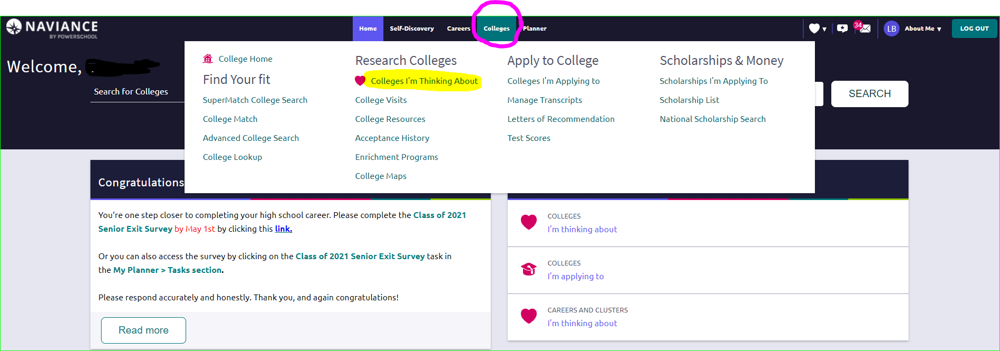 NAVIANCE
BY POWERSCHOOL
Home
Self-Discovery
Careers
Colleges
Planner
34
LB
About Me
LOG OUT
Welcome,
Search for Colleges
SEARCH
College Home
Find Your fit
SuperMatch College Search
College Match
Advanced College Search
College Lookup
Research Colleges
Colleges I'm Thinking About
College Visits
College Resources
Acceptance History
Enrichment Programs
College Maps
Apply to College
Colleges I'm Applying to
Manage Transcripts
Letters of Recommendation
Test Scores
Scholarships & Money
Scholarships I'm Applying To
Scholarship List
National Scholarship Search
Congratulations
You’re one step closer to completing your high school career. Please complete the Class of 2021
Senior Exit Survey by May 1st by clicking this link.
Or you can also access the survey by clicking on the Class of 2021 Senior Exit Survey task in
the My Planner > Tasks section.
Please respond accurately and honestly. Thank you, and again congratulations!
Read more
COLLEGES
I'm thinking about
COLLEGES
I'm applying to
CAREERS AND CLUSTERS
I'm thinking about